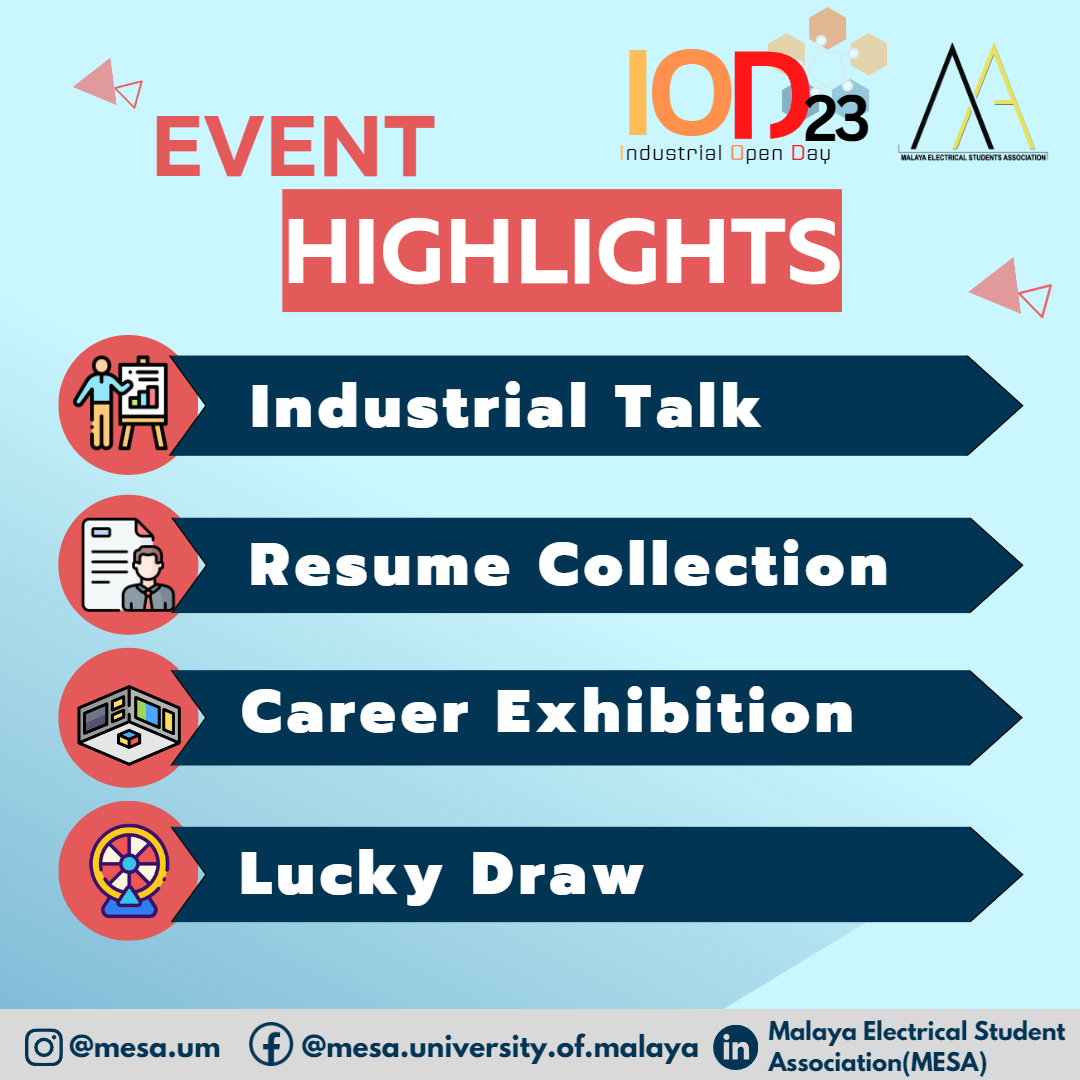 EVENT
HIGHLIGHTS
IOD23
Industrial Open Day
MALAYA ELECTRICAL STUDENTS ASSOCIATION
Industrial Talk
Resume Collection
Career Exhibition
Lucky Draw
@mesa.um
@mesa.university.of.malaya
in
Malaya Electrical Student
Association(MESA)